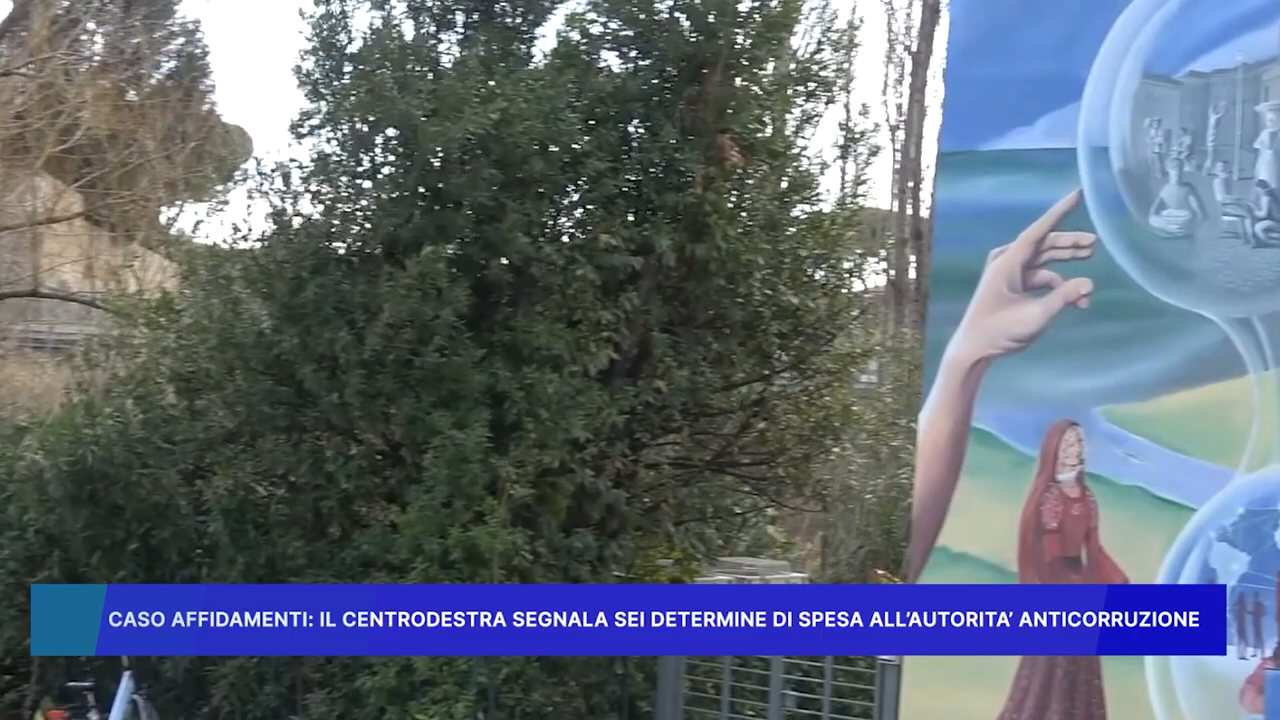 CASO AFFIDAMENTI: IL CENTRODESTRA SEGNALA SEI DETERMINE DI SPESA ALL'AUTORITA' ANTICORRUZIONE